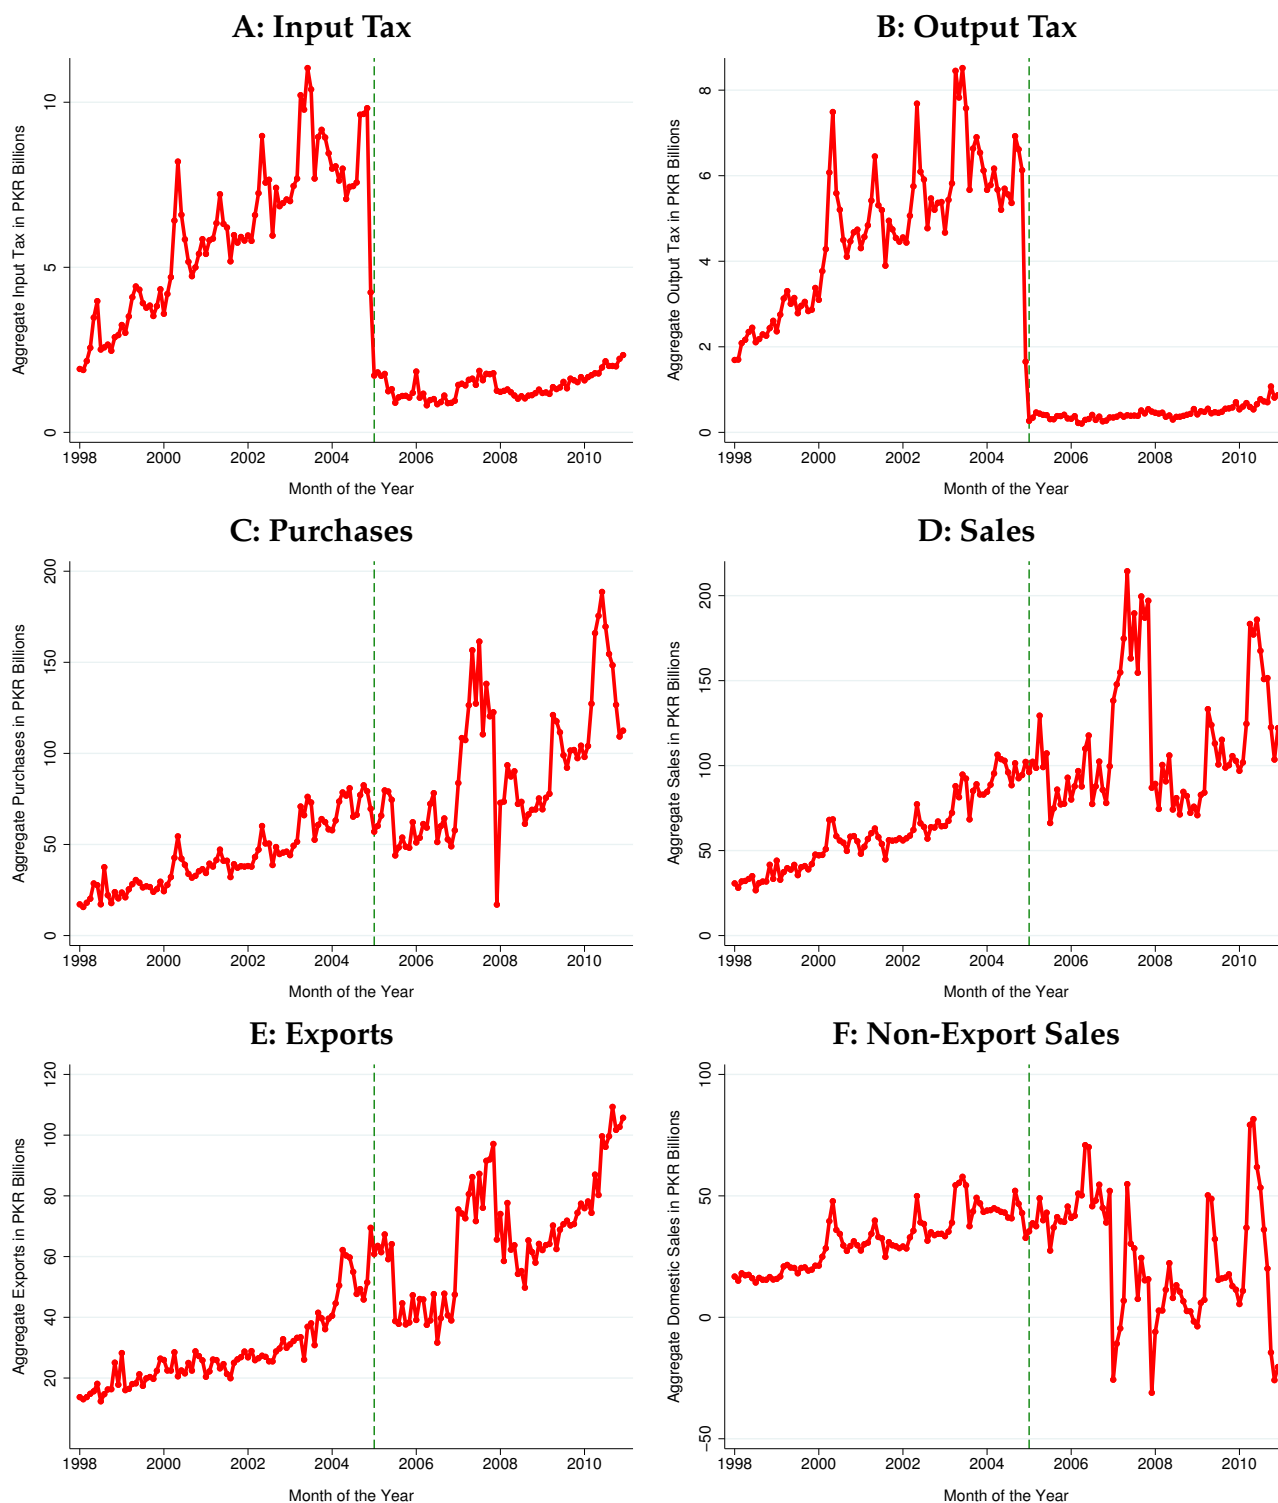 A: Input Tax
Aggregate Input Tax in PKR Billions
10
5
0
1998 2000 2002 2004 2006 2008 2010
Month of the Year
B: Output Tax
Aggregate Output Tax in PKR Billions
8
6
4
2
0
1998 2000 2002 2004 2006 2008 2010
Month of the Year
C: Purchases
Aggregate Purchases in PKR Billions
200
150
100
50
0
1998 2000 2002 2004 2006 2008 2010
Month of the Year
D: Sales
Aggregate Sales in PKR Billions
200
150
100
50
0
1998 2000 2002 2004 2006 2008 2010
Month of the Year
E: Exports
Aggregate Exports in PKR Billions
120
100
80
60
40
20
1998 2000 2002 2004 2006 2008 2010
Month of the Year
F: Non-Export Sales
Aggregate Domestic Sales in PKR Billions
100
50
0
−50
1998 2000 2002 2004 2006 2008 2010
Month of the Year